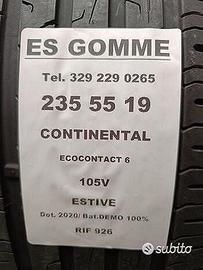 ES GOMME
Tel. 329 229 0265
235 55 19
CONTINENTAL
ECOCONTACT 6
105V
ESTIVE
Dot. 2020/ Bat.DEMO 100%
RIF 926
subito